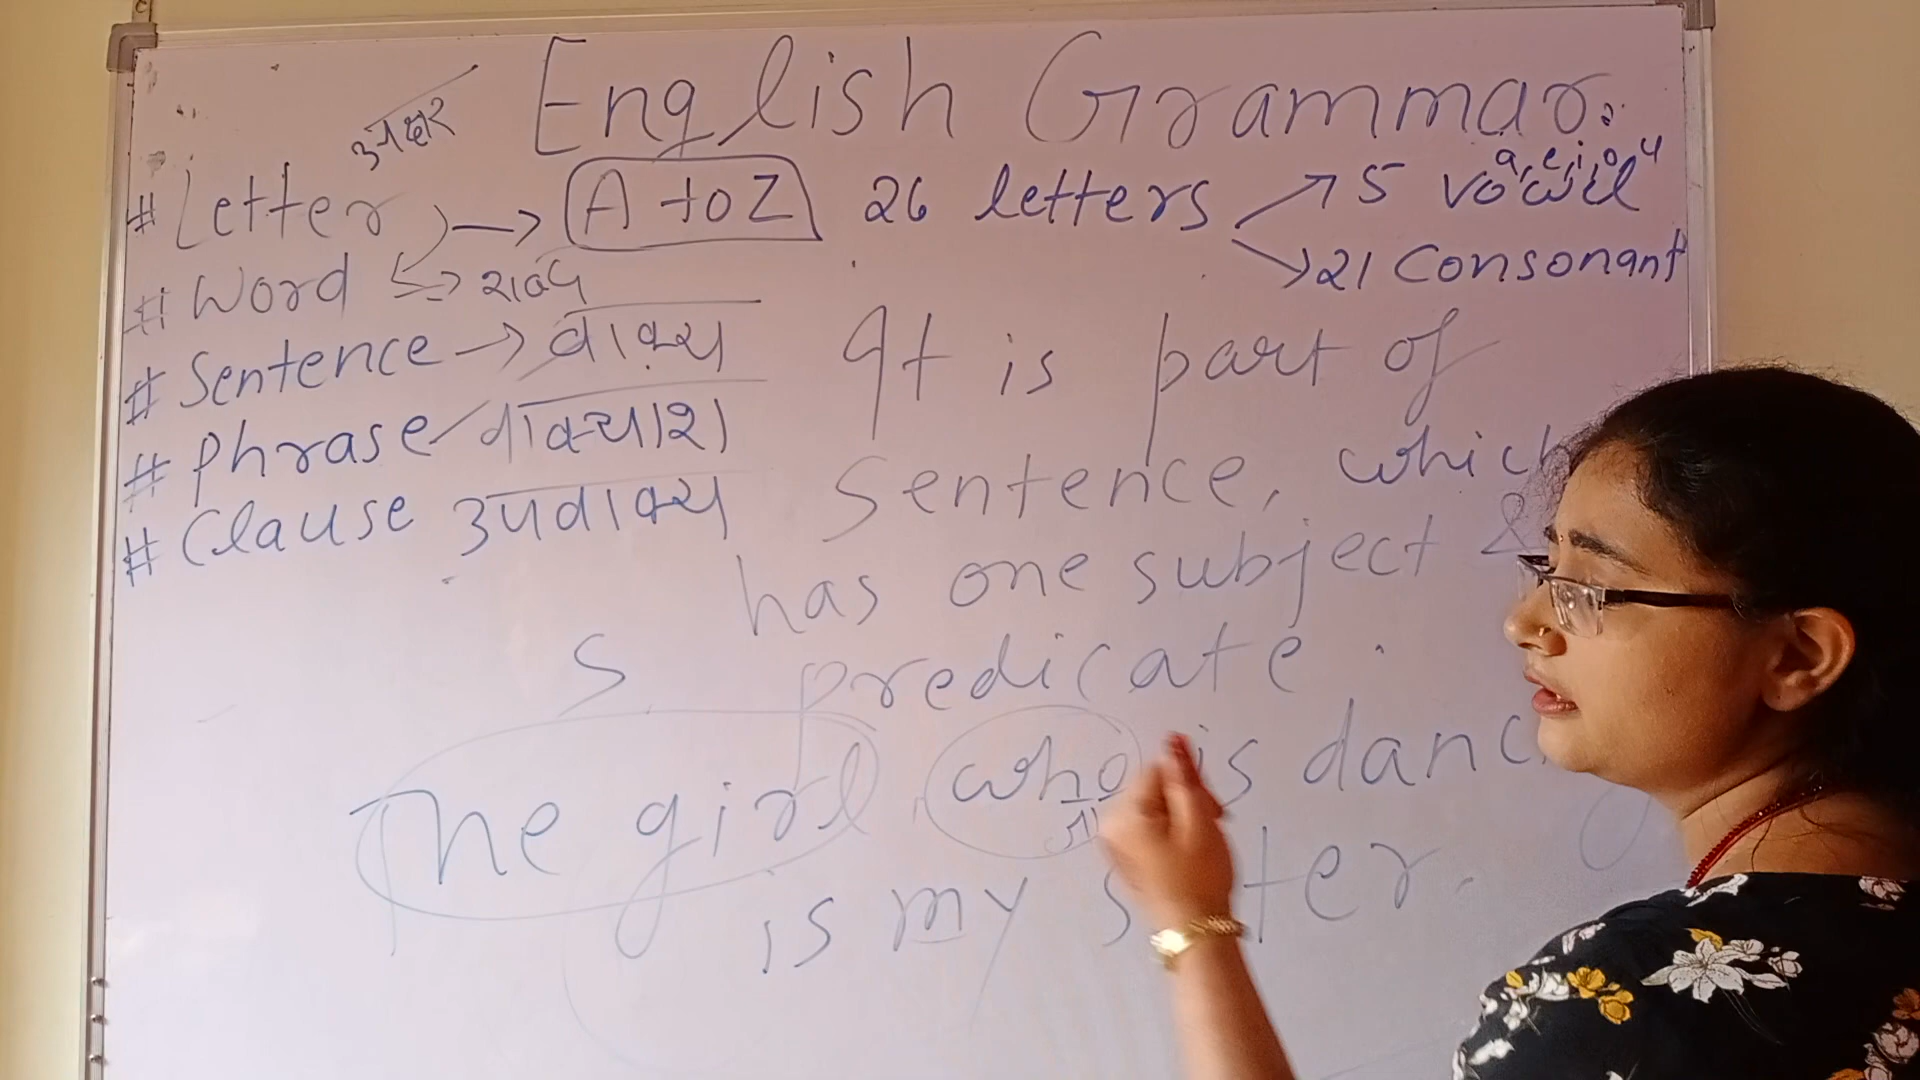 English Grammar.
# Letter अक्षर → A to Z 26 letters → 5 vowel a, e, i, o, u
→ 21 Consonant
# Word → शब्द
# Sentence → वाक्य
# Phrase वाक्यांश
# Clause उपवाक्य
It is part of
Sentence, which
has one subject &
predicate.
S
The girl who is danc
is my s ter.